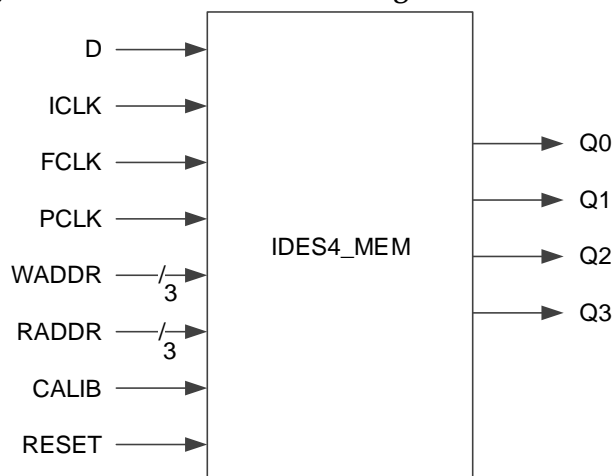 D
ICLK
FCLK
PCLK
WADDR
/
3
RADDR
/
3
CALIB
RESET
IDES4_MEM
Q0
Q1
Q2
Q3